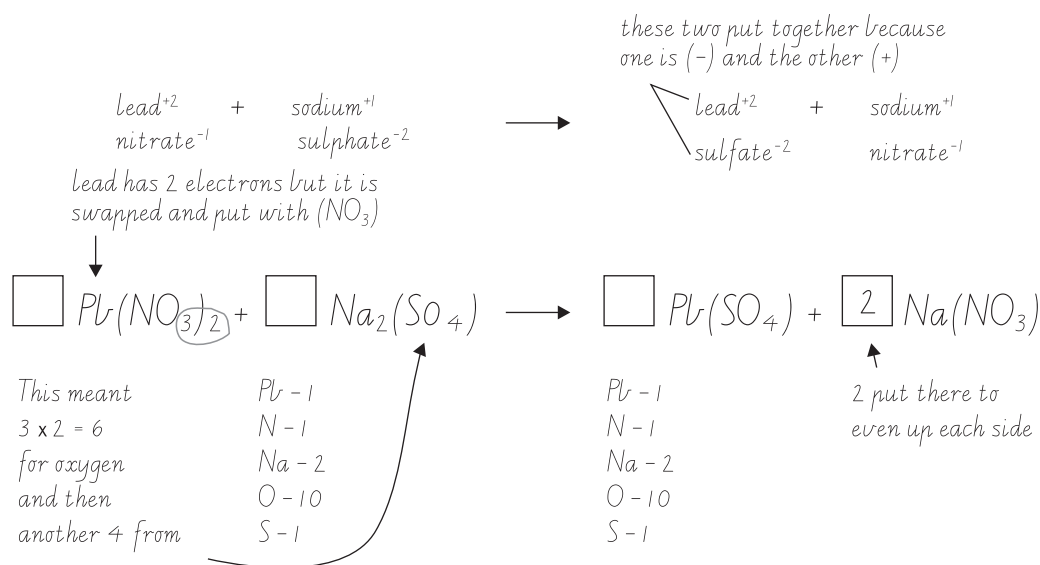 these two put together because
one is (-) and the other (+)
lead⁺² + sodium⁺¹ → lead⁺² + sodium⁺¹
nitrate⁻¹ sulphate⁻² sulfate⁻² nitrate⁻¹
lead has 2 electrons but it is
swapped and put with (NO₃)
Pb(NO₃)₂ + Na₂(SO₄) → Pb(SO₄) + 2 Na(NO₃)
This meant
3 x 2 = 6
for oxygen
and then
another 4 from
Pb - 1
N - 1
Na - 2
O - 10
S - 1
Pb - 1
N - 1
Na - 2
O - 10
S - 1
2 put there to
even up each side